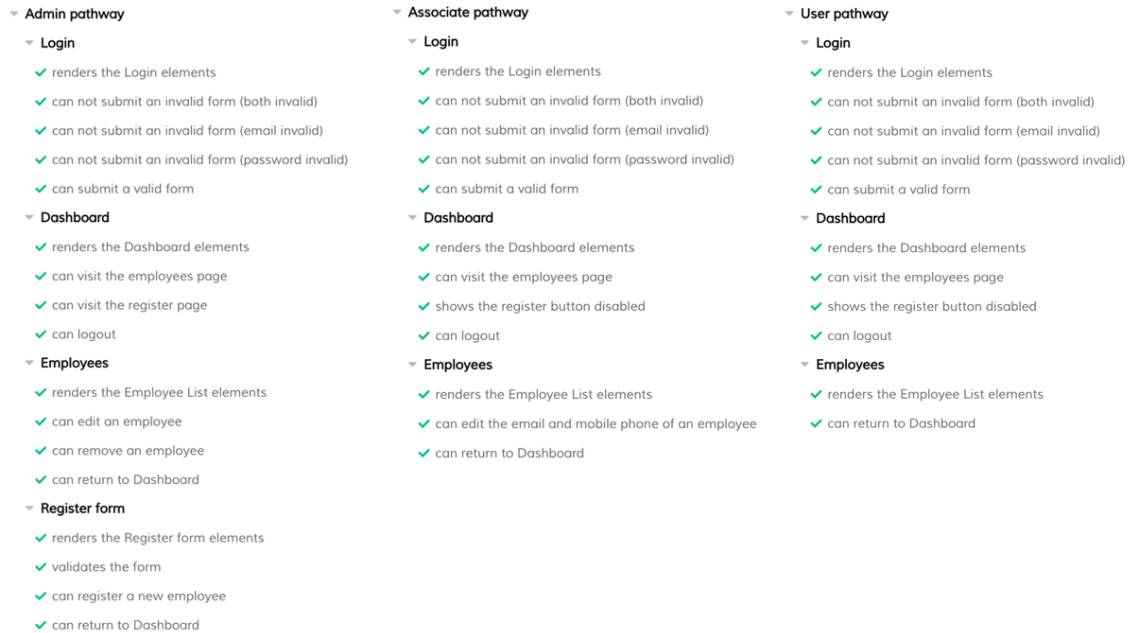 Admin pathway
Login
renders the Login elements
can not submit an invalid form (both invalid)
can not submit an invalid form (email invalid)
can not submit an invalid form (password invalid)
can submit a valid form
Dashboard
renders the Dashboard elements
can visit the employees page
can visit the register page
can logout
Employees
renders the Employee List elements
can edit an employee
can remove an employee
can return to Dashboard
Register form
renders the Register form elements
validates the form
can register a new employee
can return to Dashboard
Associate pathway
Login
renders the Login elements
can not submit an invalid form (both invalid)
can not submit an invalid form (email invalid)
can not submit an invalid form (password invalid)
can submit a valid form
Dashboard
renders the Dashboard elements
can visit the employees page
shows the register button disabled
can logout
Employees
renders the Employee List elements
can edit the email and mobile phone of an employee
can return to Dashboard
User pathway
Login
renders the Login elements
can not submit an invalid form (both invalid)
can not submit an invalid form (email invalid)
can not submit an invalid form (password invalid)
can submit a valid form
Dashboard
renders the Dashboard elements
can visit the employees page
shows the register button disabled
can logout
Employees
renders the Employee List elements
can return to Dashboard